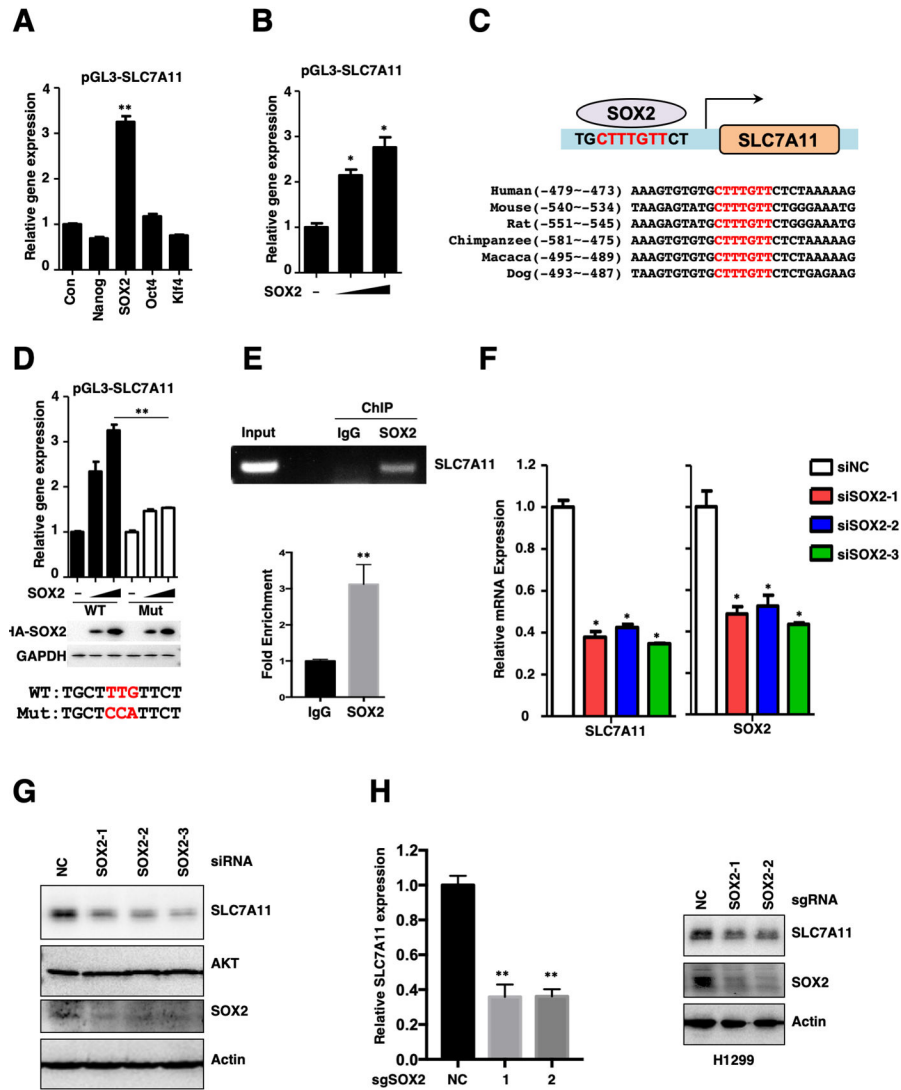 A
pGL3-SLC7A11
Relative gene expression
4
3
2
1
0
**
Con
Nanog
SOX2
Oct4
Klf4
B
pGL3-SLC7A11
Relative gene expression
4
3
2
1
0
*
*
SOX2
–
C
SOX2
TGCTTTGTTCT
SLC7A11
Human(-479~-473) AAAGTGTGTGCTTTGTTCTCTAAAAAG
Mouse(-540~-534) TAAGAGTATGCTTTGTTCTGGGAAATG
Rat(-551~-545) AAAGAGTATGCTTTGTTCTGGGAAATG
Chimpanzee(-581~-475) AAAGTGTGTGCTTTGTTCTCTAAAAAG
Macaca(-495~-489) AAAGTGTGTGCTTTGTTCTCTAAAAAG
Dog(-493~-487) TAAGTGTGTGCTTTGTTCTCTGAGAAG
D
pGL3-SLC7A11
Relative gene expression
4
3
2
1
0
**
SOX2
–
–
WT
Mut
HA-SOX2
GAPDH
WT:TGCTTTGTTCT
Mut:TGCTCCATTCT
E
ChIP
Input
IgG
SOX2
SLC7A11
Fold Enrichment
4
3
2
1
0
**
IgG
SOX2
F
Relative mRNA Expression
1.2
1.0
0.8
0.6
0.4
0.2
0
*
*
*
SLC7A11
*
*
*
SOX2
siNC
siSOX2-1
siSOX2-2
siSOX2-3
G
NC
SOX2-1
SOX2-2
SOX2-3
siRNA
SLC7A11
AKT
SOX2
Actin
H
Relative SLC7A11 expression
1.2
1.0
0.8
0.6
0.4
0.2
0.0
**
**
sgSOX2
NC
1
2
NC
SOX2-1
SOX2-2
sgRNA
SLC7A11
SOX2
Actin
H1299